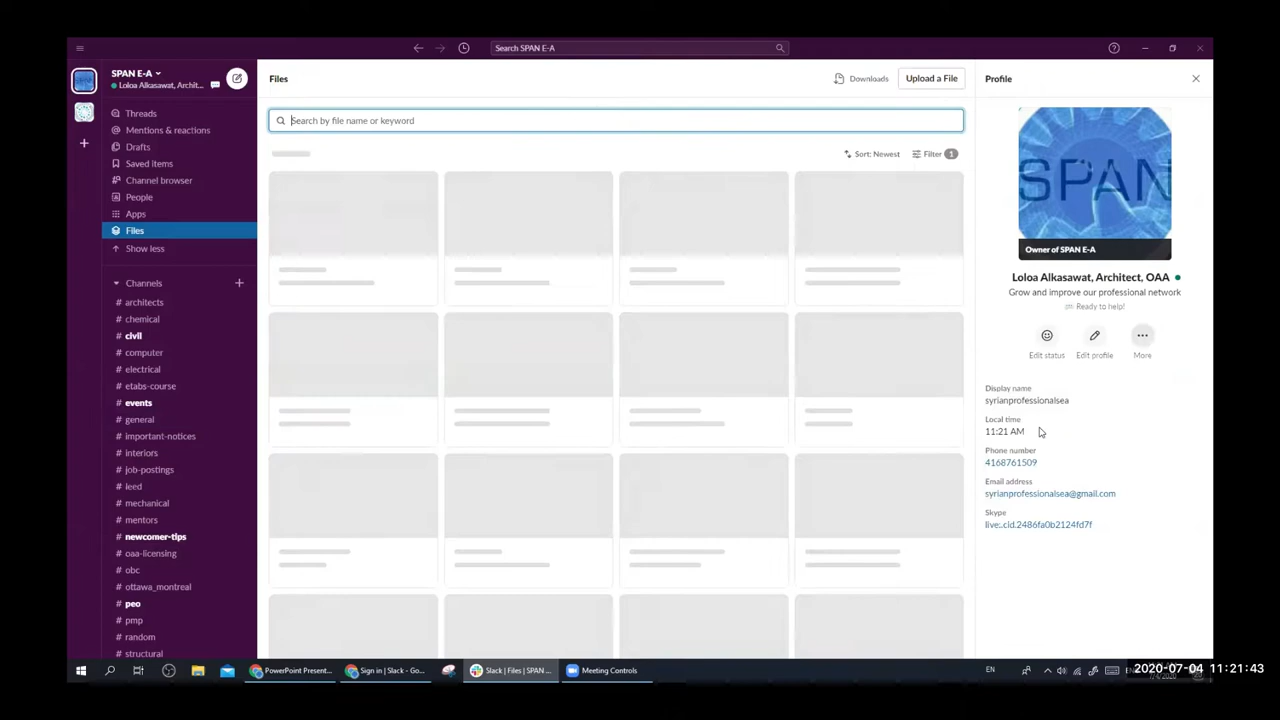 Search SPAN E-A
SPAN E-A
Loloa Alkasawat, Archit...
Threads
Mentions & reactions
Drafts
Saved items
Channel browser
People
Apps
Files
Show less
Channels
# architects
# chemical
# civil
# computer
# electrical
# etabs-course
# events
# general
# important-notices
# interiors
# job-postings
# leed
# mechanical
# mentors
# newcomer-tips
# oaa-licensing
# obc
# ottawa_montreal
# peo
# pmp
# random
# structural
Files
Downloads
Upload a File
Search by file name or keyword
Sort: Newest
Filter 1
Profile
SPAN
Owner of SPAN E-A
Loloa Alkasawat, Architect, OAA
Grow and improve our professional network
Ready to help!
Edit status
Edit profile
More
Display name
syrianprofessionalsea
Local time
11:21 AM
Phone number
4168761509
Email address
syrianprofessionalsea@gmail.com
Skype
live:.cid.2486fa0b2124fd7f
PowerPoint Present...
Sign in | Slack - Go...
Slack | Files | SPAN ...
Meeting Controls
EN
2020-07-04 11:21:43
7/4/2020